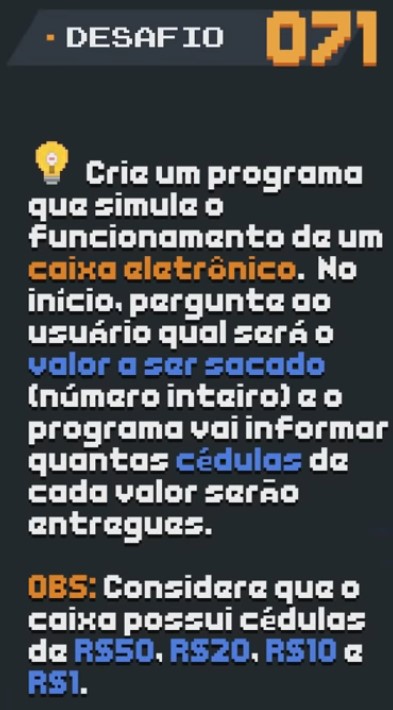 DESAFIO 071
Crie um programa
que simule o
funcionamento de um
caixa eletrônico. No
início, pergunte ao
usuário qual será o
valor a ser sacado
(número inteiro) e o
programa vai informar
quantas cédulas de
cada valor serão
entregues.
OBS: Considere que o
caixa possui cédulas
de R$50, R$20, R$10 e
R$1.